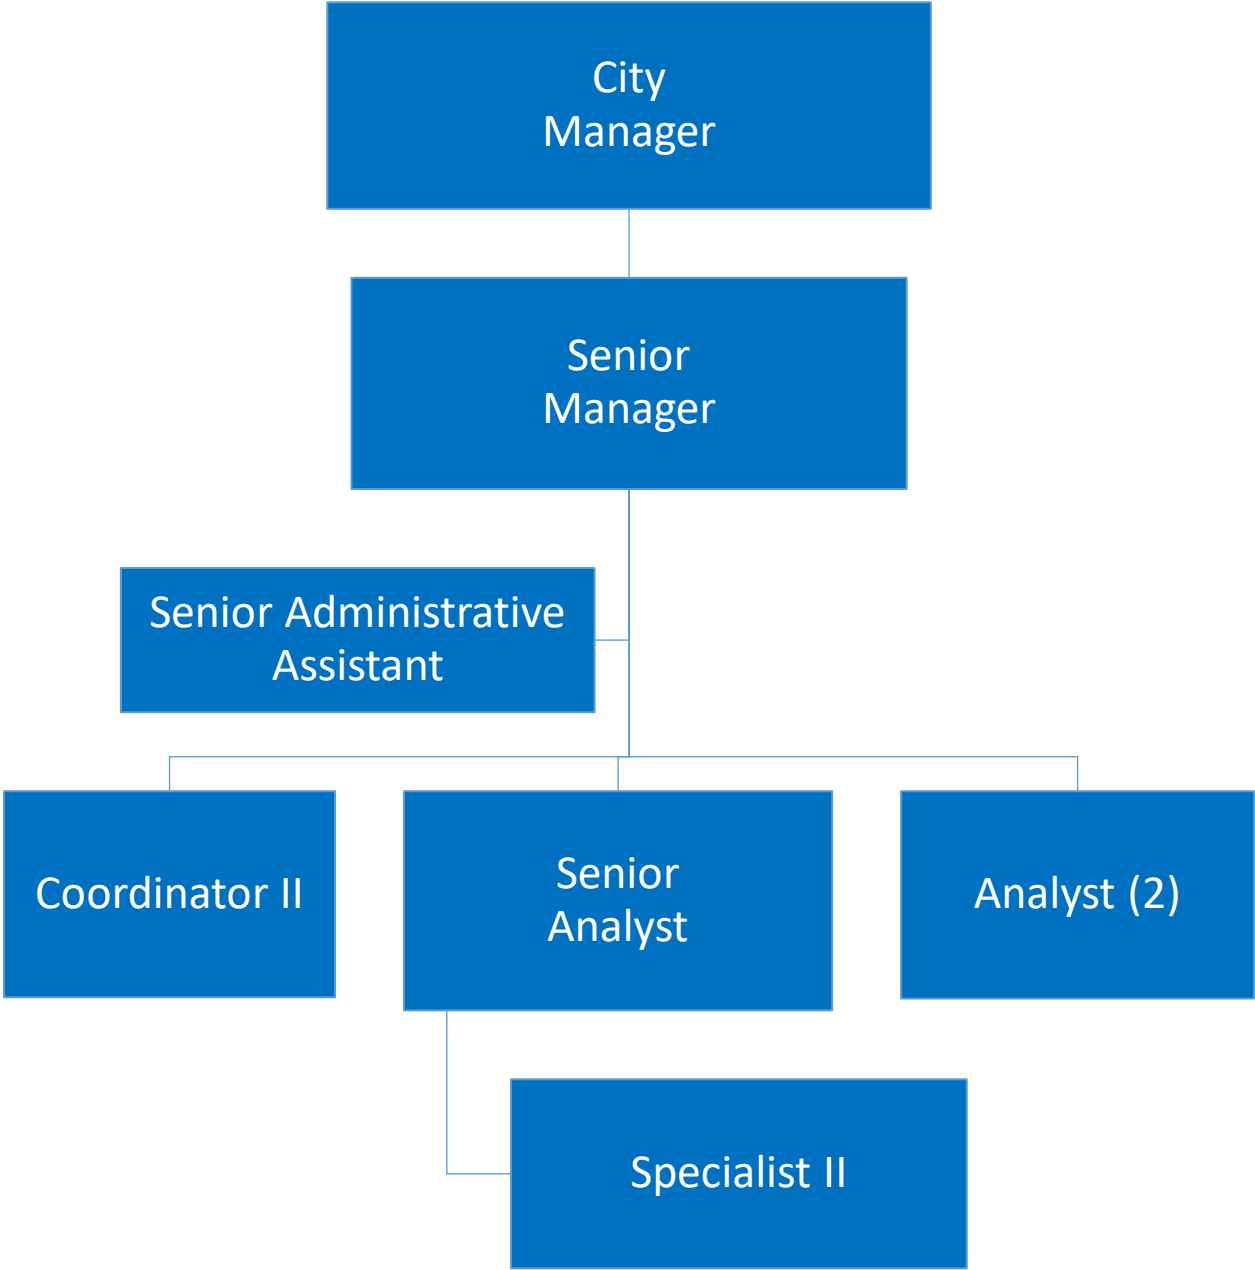 City
Manager
Senior
Manager
Senior Administrative
Assistant
Coordinator II
Senior
Analyst
Analyst (2)
Specialist II